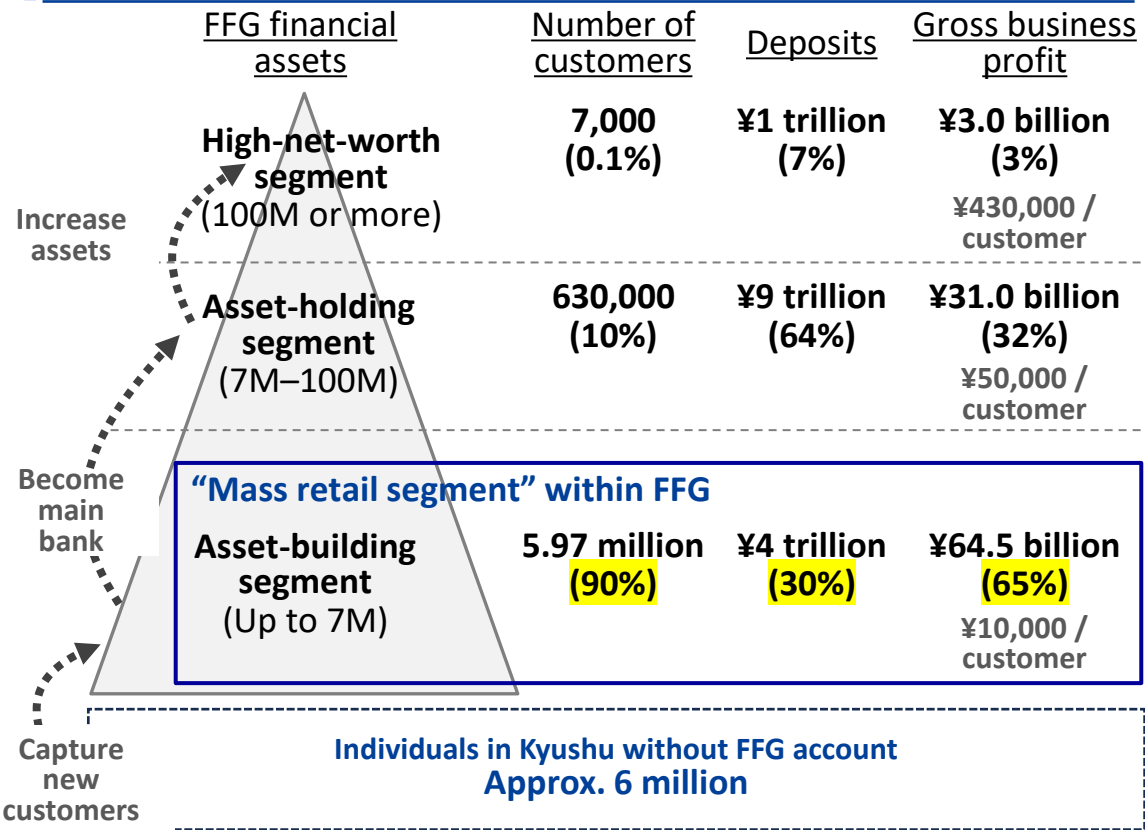 FFG financial
assets
Number of
customers
Deposits
Gross business
profit
High-net-worth
segment
(100M or more)
7,000
(0.1%)
¥1 trillion
(7%)
¥3.0 billion
(3%)
¥430,000 /
customer
Increase
assets
Asset-holding
segment
(7M–100M)
630,000
(10%)
¥9 trillion
(64%)
¥31.0 billion
(32%)
¥50,000 /
customer
Become
main
bank
“Mass retail segment” within FFG
Asset-building
segment
(Up to 7M)
5.97 million
(90%)
¥4 trillion
(30%)
¥64.5 billion
(65%)
¥10,000 /
customer
Capture
new
customers
Individuals in Kyushu without FFG account
Approx. 6 million